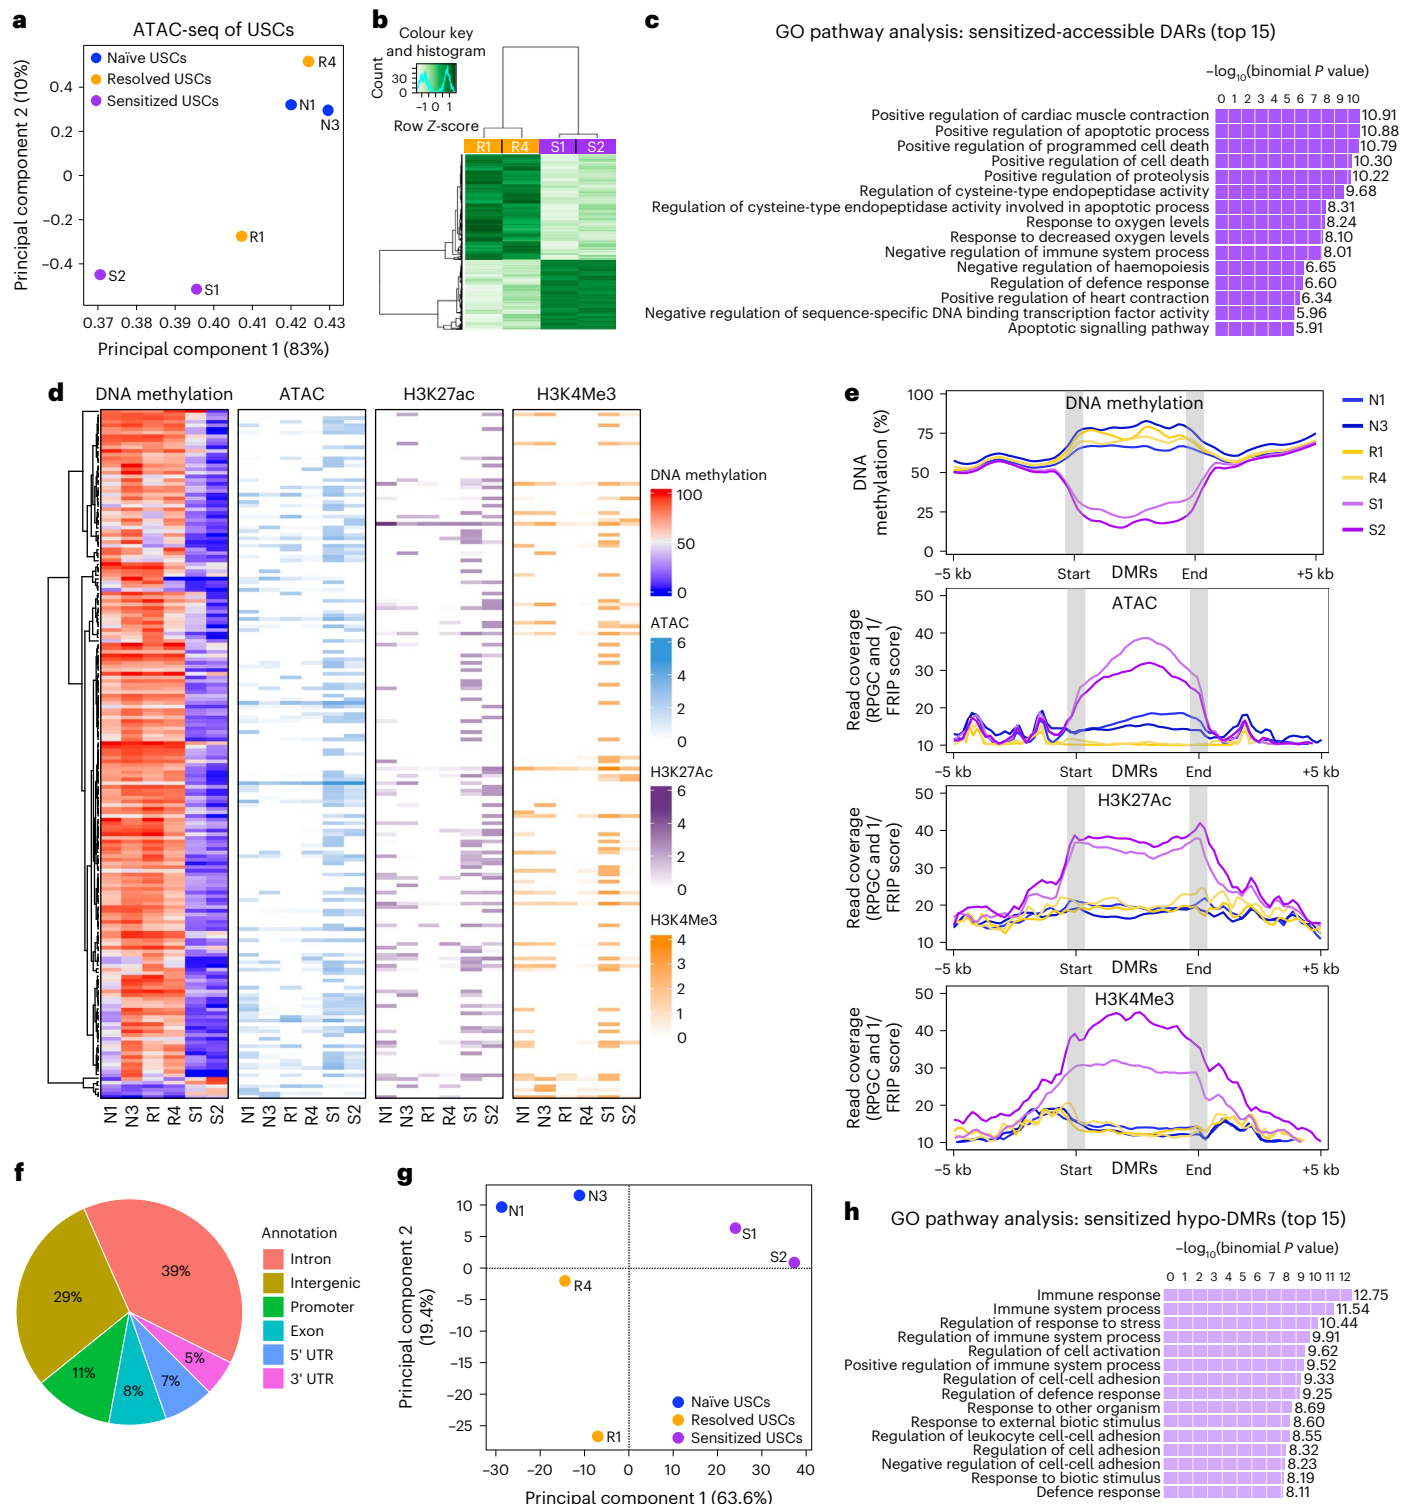 a
ATAC-seq of USCs
Naïve USCs
Resolved USCs
Sensitized USCs
R4
N1
N3
R1
S2
S1
0.4
0.2
0
−0.2
−0.4
0.37 0.38 0.39 0.40 0.41 0.42 0.43
Principal component 2 (10%)
Principal component 1 (83%)
b
Colour key
and histogram
Count
30
0
−1 0 1
Row Z-score
R1 R4 S1 S2
c
GO pathway analysis: sensitized-accessible DARs (top 15)
−log10(binomial P value)
0 1 2 3 4 5 6 7 8 9 10
Positive regulation of cardiac muscle contraction 10.91
Positive regulation of apoptotic process 10.88
Positive regulation of programmed cell death 10.79
Positive regulation of cell death 10.30
Positive regulation of proteolysis 10.22
Regulation of cysteine-type endopeptidase activity 9.68
Regulation of cysteine-type endopeptidase activity involved in apoptotic process 8.31
Response to oxygen levels 8.24
Response to decreased oxygen levels 8.10
Negative regulation of immune system process 8.01
Negative regulation of haemopoiesis 6.65
Regulation of defence response 6.60
Positive regulation of heart contraction 6.34
Negative regulation of sequence-specific DNA binding transcription factor activity 5.96
Apoptotic signalling pathway 5.91
d
DNA methylation ATAC H3K27ac H3K4Me3
N1 N3 R1 R4 S1 S2
N1 N3 R1 R4 S1 S2
N1 N3 R1 R4 S1 S2
N1 N3 R1 R4 S1 S2
DNA methylation
100
50
0
ATAC
6
4
2
0
H3K27Ac
6
4
2
0
H3K4Me3
4
3
2
1
0
e
DNA methylation
DNA
methylation (%)
100
75
50
25
0
−5 kb Start DMRs End +5 kb
N1
N3
R1
R4
S1
S2
ATAC
Read coverage
(RPGC and 1/
FRIP score)
50
40
30
20
10
−5 kb Start DMRs End +5 kb
H3K27Ac
Read coverage
(RPGC and 1/
FRIP score)
50
40
30
20
10
−5 kb Start DMRs End +5 kb
H3K4Me3
Read coverage
(RPGC and 1/
FRIP score)
50
40
30
20
10
−5 kb Start DMRs End +5 kb
f
39%
29%
11%
8%
7%
5%
Annotation
Intron
Intergenic
Promoter
Exon
5' UTR
3' UTR
g
Principal component 2
(19.4%)
10
5
0
−5
−10
−15
−20
−25
N1
N3
S1
S2
R4
R1
Naïve USCs
Resolved USCs
Sensitized USCs
−30 −20 −10 0 10 20 30 40
Principal component 1 (63.6%)
h
GO pathway analysis: sensitized hypo-DMRs (top 15)
−log10(binomial P value)
0 1 2 3 4 5 6 7 8 9 10 11 12
Immune response 12.75
Immune system process 11.54
Regulation of response to stress 10.44
Regulation of immune system process 9.91
Regulation of cell activation 9.62
Positive regulation of immune system process 9.52
Regulation of cell-cell adhesion 9.33
Regulation of defence response 9.25
Response to other organism 8.69
Response to external biotic stimulus 8.60
Regulation of leukocyte cell-cell adhesion 8.55
Regulation of cell adhesion 8.32
Negative regulation of cell-cell adhesion 8.23
Response to biotic stimulus 8.19
Defence response 8.11